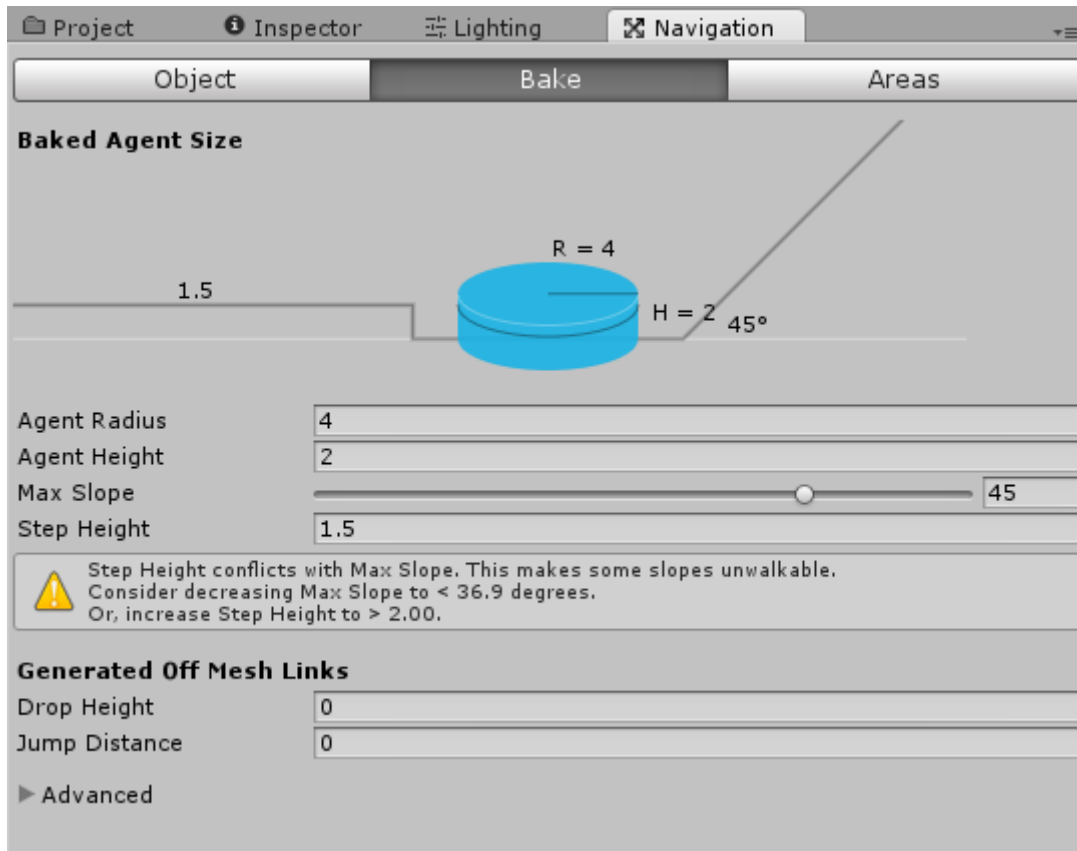 Project Inspector Lighting Navigation
Object Bake Areas
Baked Agent Size
R = 4
1.5
H = 2
45°
Agent Radius 4
Agent Height 2
Max Slope 45
Step Height 1.5
Step Height conflicts with Max Slope. This makes some slopes unwalkable.
Consider decreasing Max Slope to < 36.9 degrees.
Or, increase Step Height to > 2.00.
Generated Off Mesh Links
Drop Height 0
Jump Distance 0
Advanced